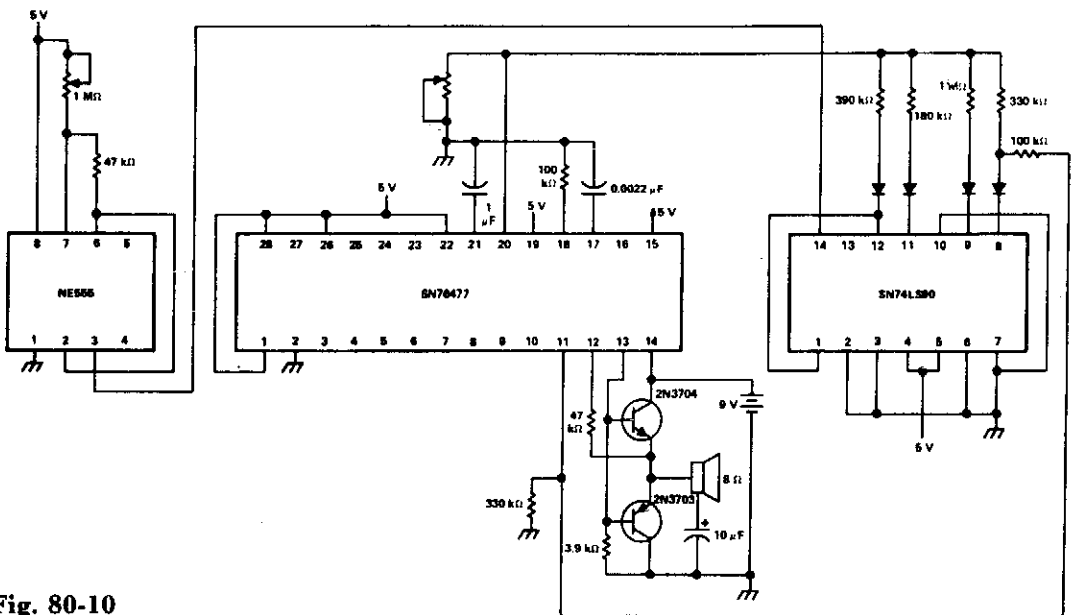 5 V
1 MΩ
47 kΩ
8 7 6 5
NE555
1 2 3 4
100 kΩ
5 V
1 µF
5 V
0.0022 µF
5 V
28 27 26 25 24 23 22 21 20 19 18 17 16 15
SN76477
1 2 3 4 5 6 7 8 9 10 11 12 13 14
390 kΩ
180 kΩ
1 MΩ
330 kΩ
100 kΩ
14 13 12 11 10 9 8
SN74LS90
1 2 3 4 5 6 7
5 V
2N3704
9 V
47 kΩ
8 Ω
2N3703
330 kΩ
3.9 kΩ
10 µF
Fig. 80-10